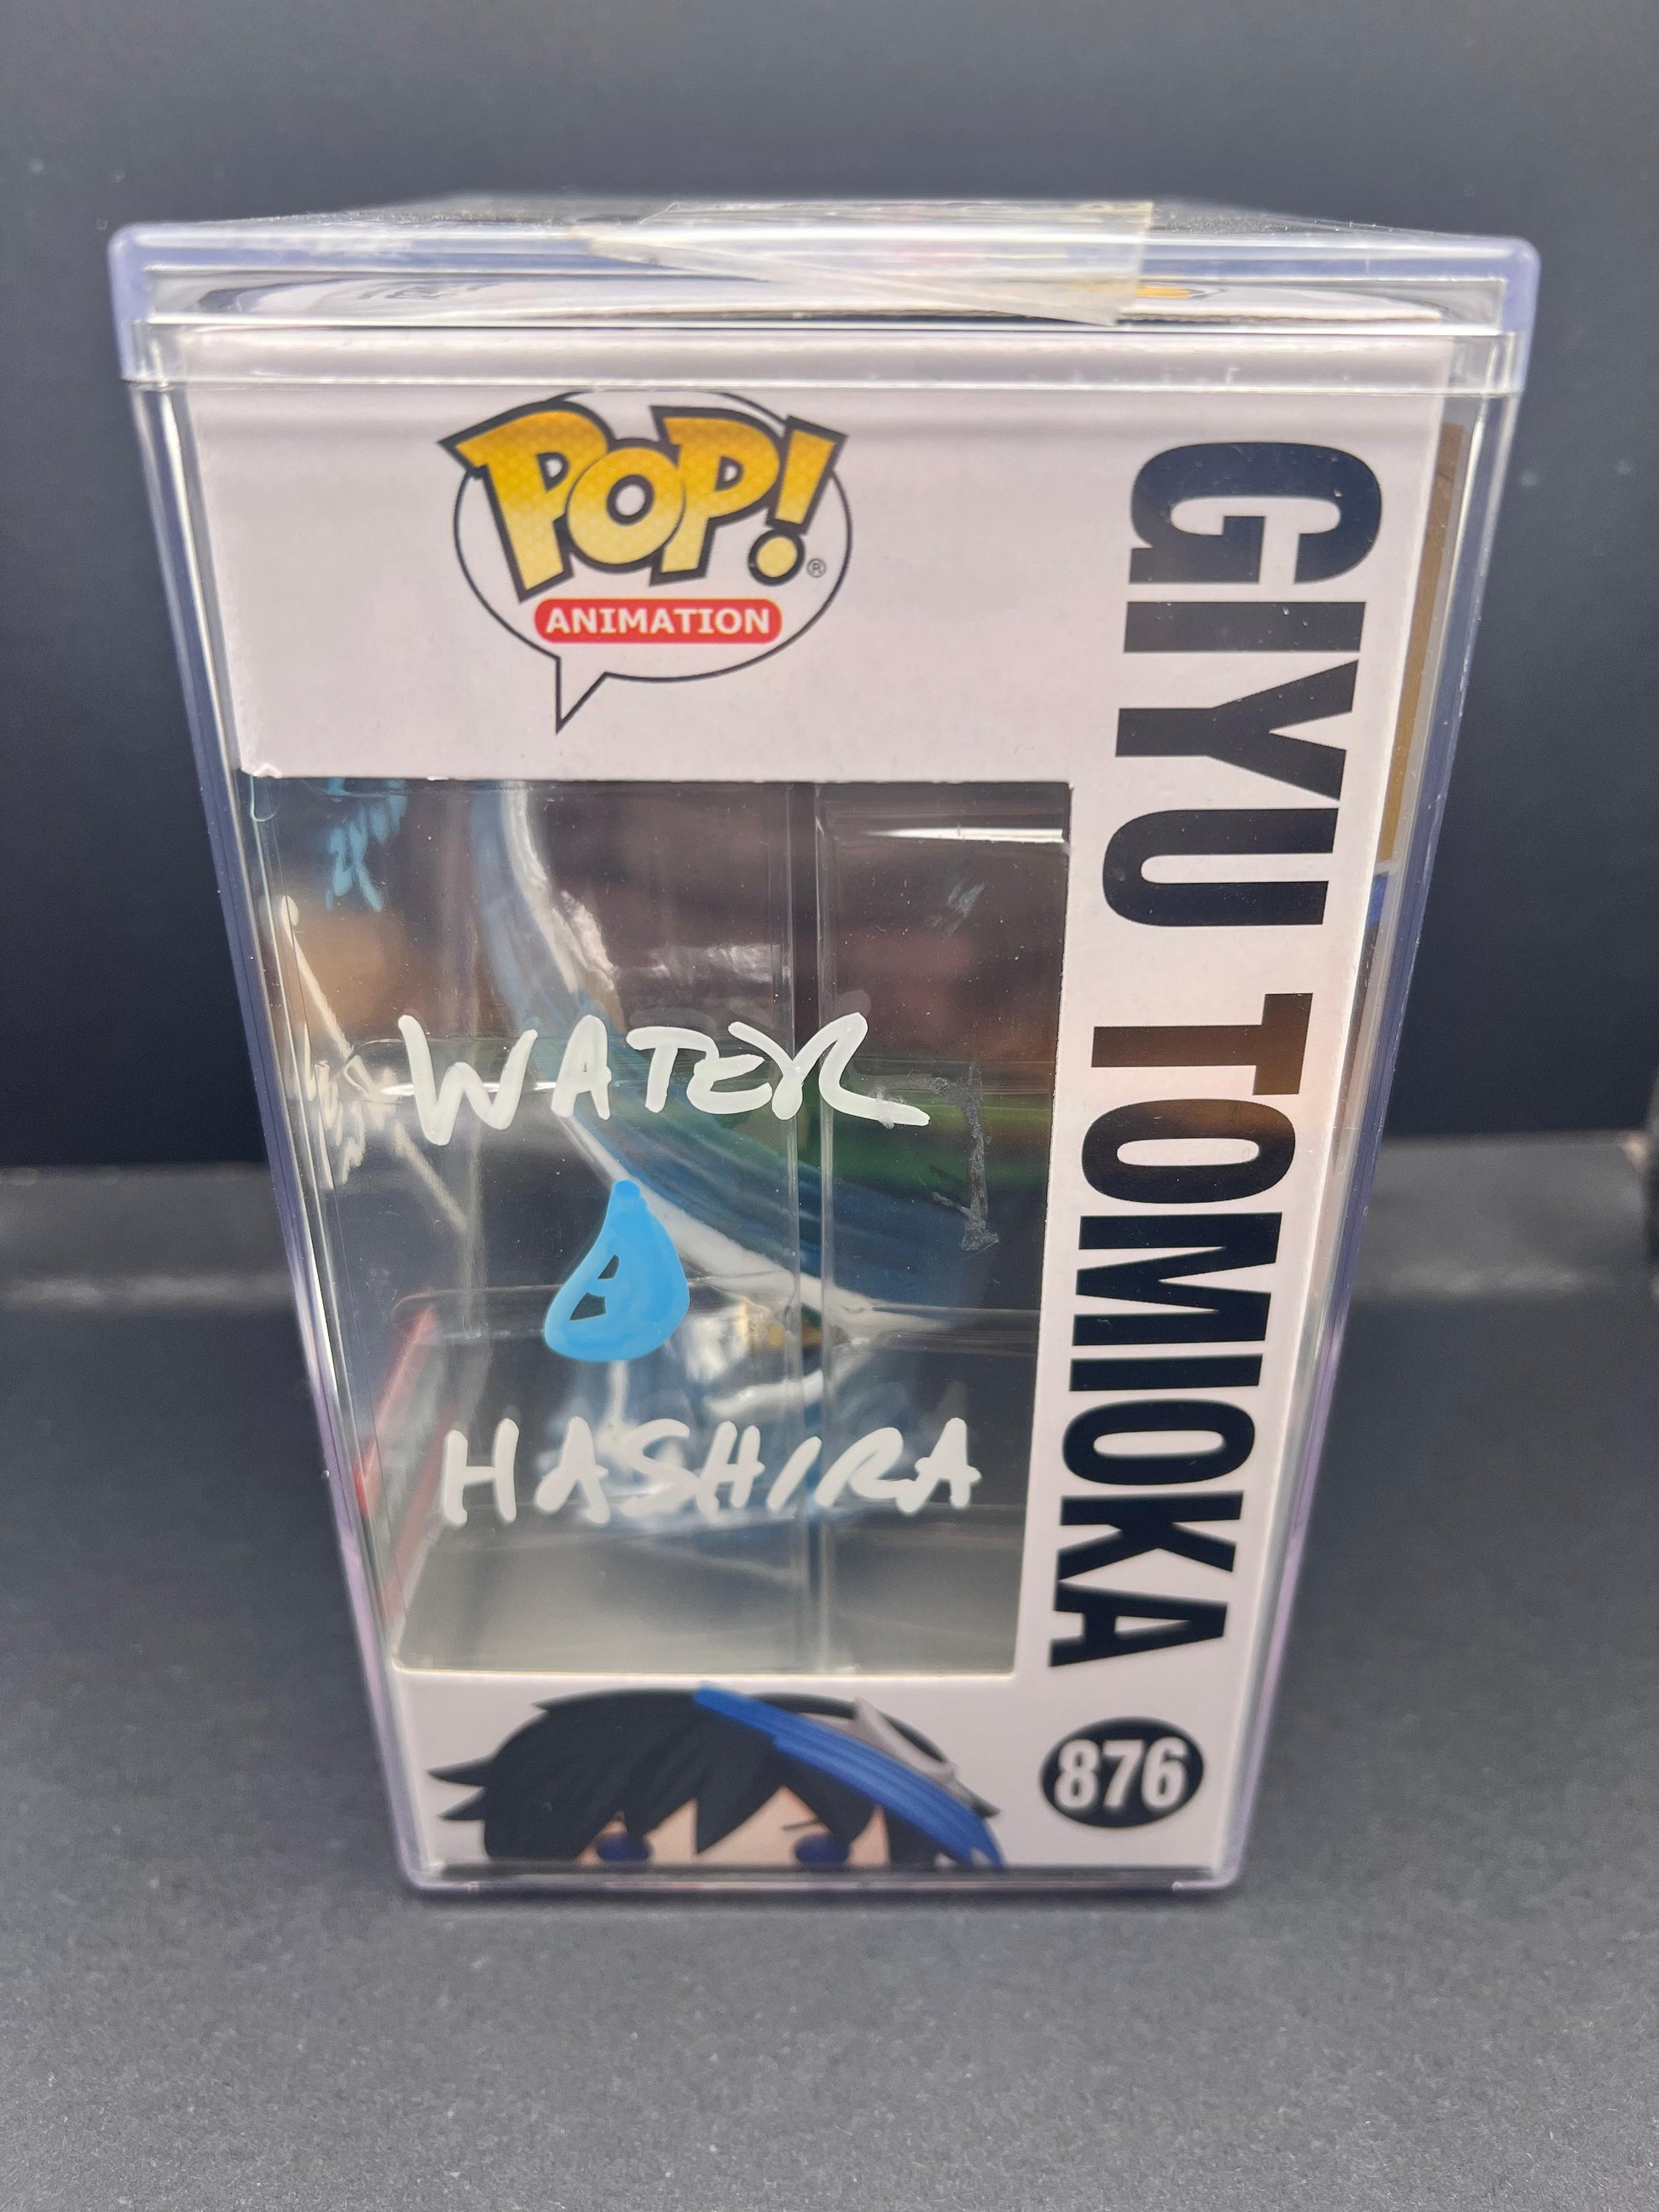 POP!®
ANIMATION
GIYU TOMIOKA
WATER
HASHIRA
876